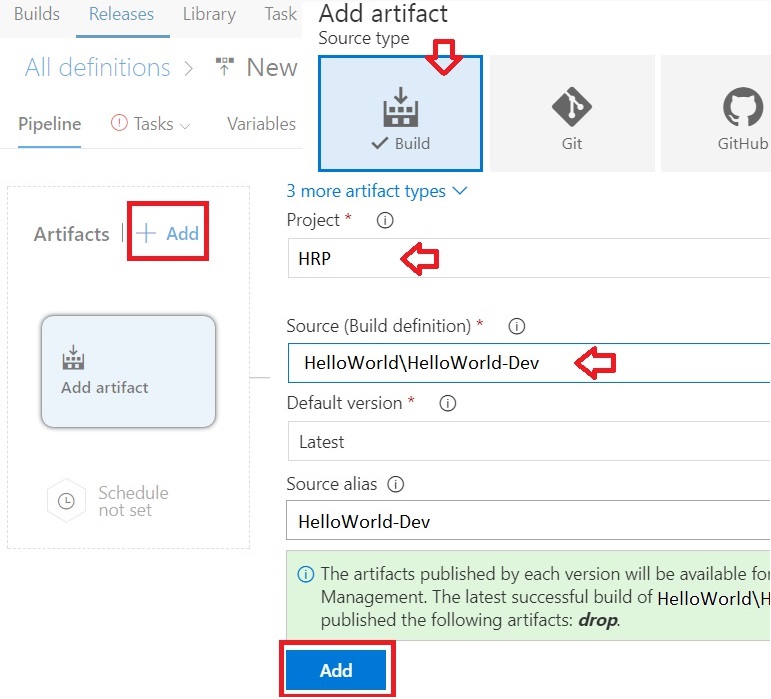 Builds Releases Library Task
All definitions > New
Pipeline Tasks Variables
Artifacts | + Add
Add artifact
Schedule
not set
Add artifact
Source type
Build
Git
GitHub
3 more artifact types
Project *
HRP
Source (Build definition) *
HelloWorld\HelloWorld-Dev
Default version *
Latest
Source alias
HelloWorld-Dev
The artifacts published by each version will be available fo
Management. The latest successful build of HelloWorld\H
published the following artifacts: drop.
Add